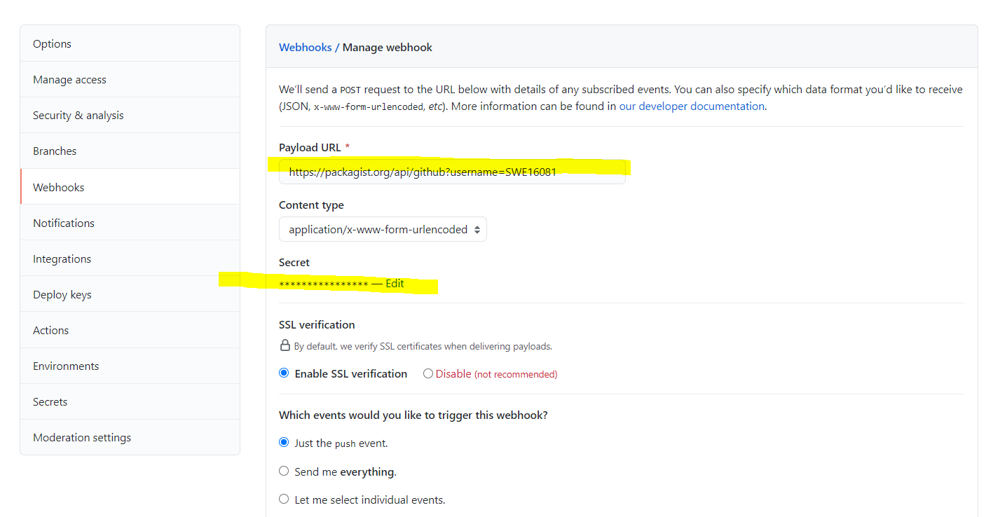 Options
Manage access
Security & analysis
Branches
Webhooks
Notifications
Integrations
Deploy keys
Actions
Environments
Secrets
Moderation settings
Webhooks / Manage webhook
We'll send a POST request to the URL below with details of any subscribed events. You can also specify which data format you'd like to receive
(JSON, x-www-form-urlencoded, etc). More information can be found in our developer documentation.
Payload URL *
https://packagist.org/api/github?username=SWE16081
Content type
application/x-www-form-urlencoded
Secret
**************** — Edit
SSL verification
By default, we verify SSL certificates when delivering payloads.
Enable SSL verification Disable (not recommended)
Which events would you like to trigger this webhook?
Just the push event.
Send me everything.
Let me select individual events.